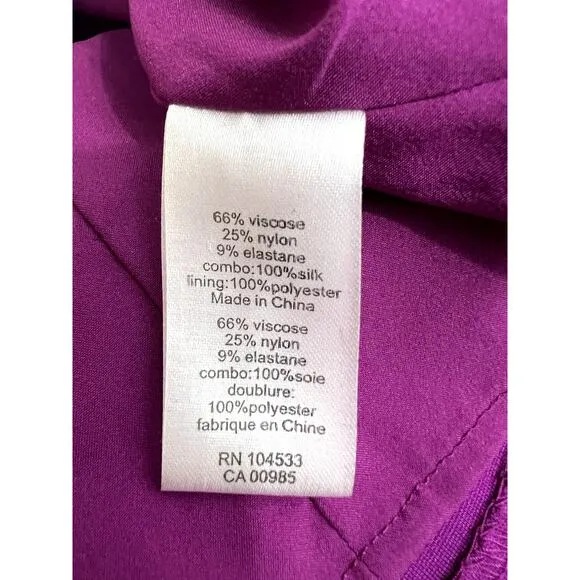 66% viscose
25% nylon
9% elastane
combo:100%silk
lining:100%polyester
Made in China
66% viscose
25% nylon
9% elastane
combo:100%soie
doublure:
100%polyester
fabrique en Chine
RN 104533
CA 00985